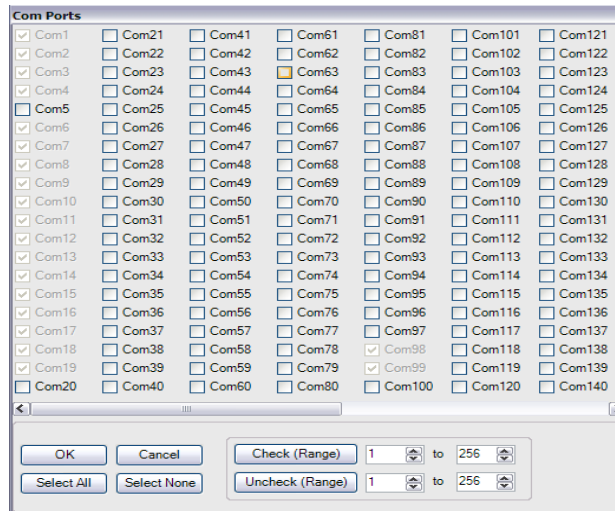 Com Ports
Com1 Com21 Com41 Com61 Com81 Com101 Com121
Com2 Com22 Com42 Com62 Com82 Com102 Com122
Com3 Com23 Com43 Com63 Com83 Com103 Com123
Com4 Com24 Com44 Com64 Com84 Com104 Com124
Com5 Com25 Com45 Com65 Com85 Com105 Com125
Com6 Com26 Com46 Com66 Com86 Com106 Com126
Com7 Com27 Com47 Com67 Com87 Com107 Com127
Com8 Com28 Com48 Com68 Com88 Com108 Com128
Com9 Com29 Com49 Com69 Com89 Com109 Com129
Com10 Com30 Com50 Com70 Com90 Com110 Com130
Com11 Com31 Com51 Com71 Com91 Com111 Com131
Com12 Com32 Com52 Com72 Com92 Com112 Com132
Com13 Com33 Com53 Com73 Com93 Com113 Com133
Com14 Com34 Com54 Com74 Com94 Com114 Com134
Com15 Com35 Com55 Com75 Com95 Com115 Com135
Com16 Com36 Com56 Com76 Com96 Com116 Com136
Com17 Com37 Com57 Com77 Com97 Com117 Com137
Com18 Com38 Com58 Com78 Com98 Com118 Com138
Com19 Com39 Com59 Com79 Com99 Com119 Com139
Com20 Com40 Com60 Com80 Com100 Com120 Com140
OK Cancel Check (Range) 1 to 256
Select All Select None Uncheck (Range) 1 to 256